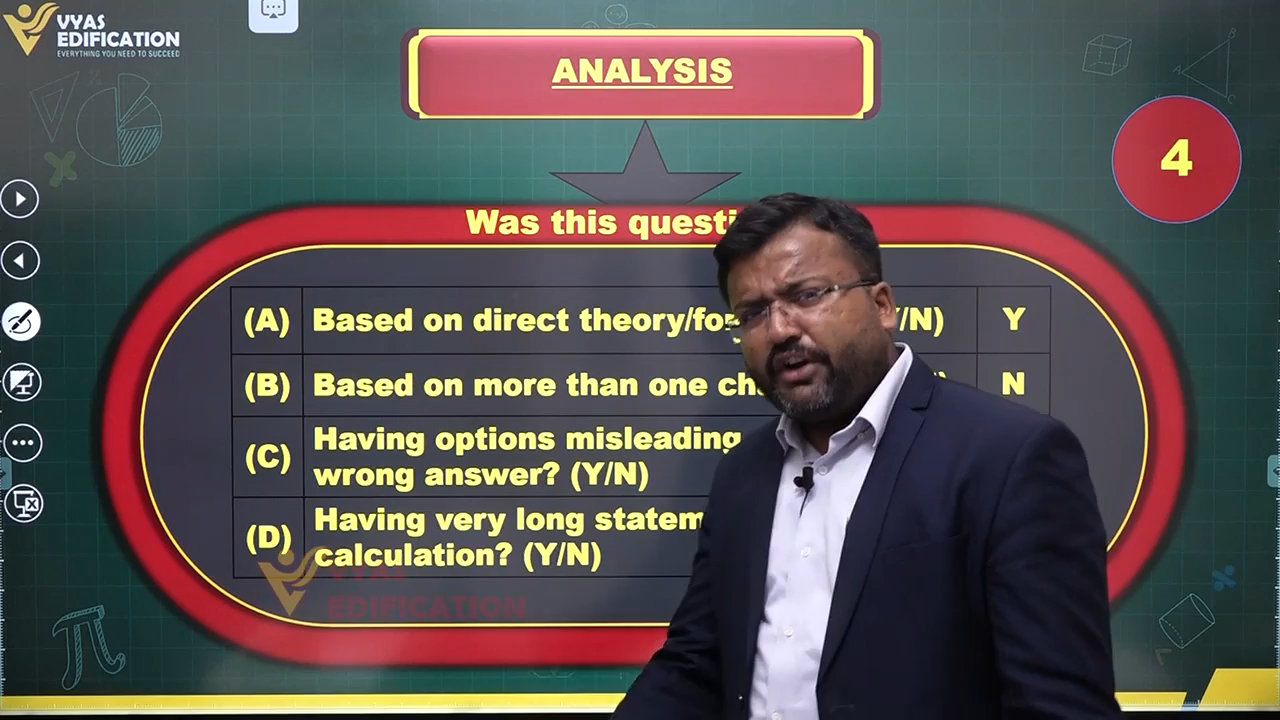 VYAS
EDIFICATION
EVERYTHING YOU NEED TO SUCCEED
ANALYSIS
4
Was this questi
(A) Based on direct theory/fo /N) Y
(B) Based on more than one ch N
(C) Having options misleading
wrong answer? (Y/N)
(D) Having very long statem
calculation? (Y/N)
VYAS
EDIFICATION
A
B
C